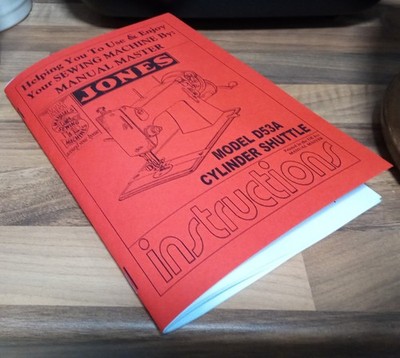 Helping You To Use & Enjoy
Your SEWING MACHINE By:
MANUAL MASTER
JONES
MODEL D53A
CYLINDER SHUTTLE
instructions